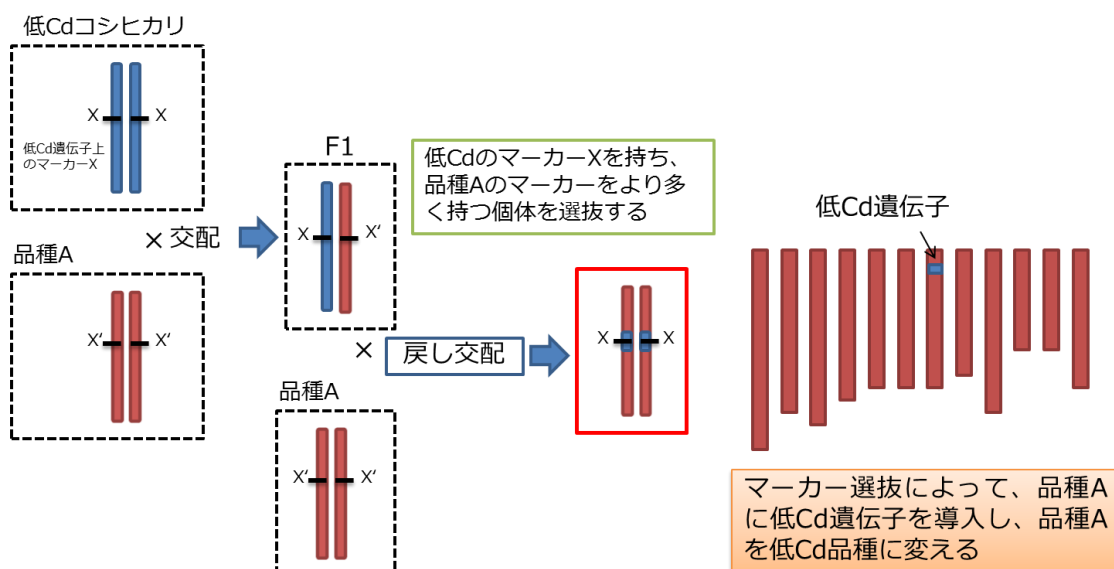 低Cdコシヒカリ
X X
低Cd遺伝子上
のマーカーX
× 交配
品種A
X' X'
F1
X X'
低CdのマーカーXを持ち、
品種Aのマーカーをより多
く持つ個体を選抜する
× 戻し交配
品種A
X' X'
X X
低Cd遺伝子
マーカー選抜によって、品種A
に低Cd遺伝子を導入し、品種A
を低Cd品種に変える